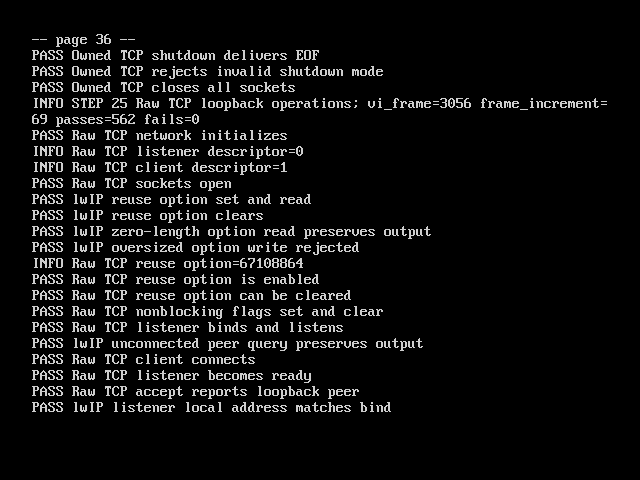 -- page 36 --
PASS Owned TCP shutdown delivers EOF
PASS Owned TCP rejects invalid shutdown mode
PASS Owned TCP closes all sockets
INFO STEP 25 Raw TCP loopback operations; vi_frame=3056 frame_increment=
69 passes=562 fails=0
PASS Raw TCP network initializes
INFO Raw TCP listener descriptor=0
INFO Raw TCP client descriptor=1
PASS Raw TCP sockets open
PASS lwIP reuse option set and read
PASS lwIP reuse option clears
PASS lwIP zero-length option read preserves output
PASS lwIP oversized option write rejected
INFO Raw TCP reuse option=67108864
PASS Raw TCP reuse option is enabled
PASS Raw TCP reuse option can be cleared
PASS Raw TCP nonblocking flags set and clear
PASS Raw TCP listener binds and listens
PASS lwIP unconnected peer query preserves output
PASS Raw TCP client connects
PASS Raw TCP listener becomes ready
PASS Raw TCP accept reports loopback peer
PASS lwIP listener local address matches bind